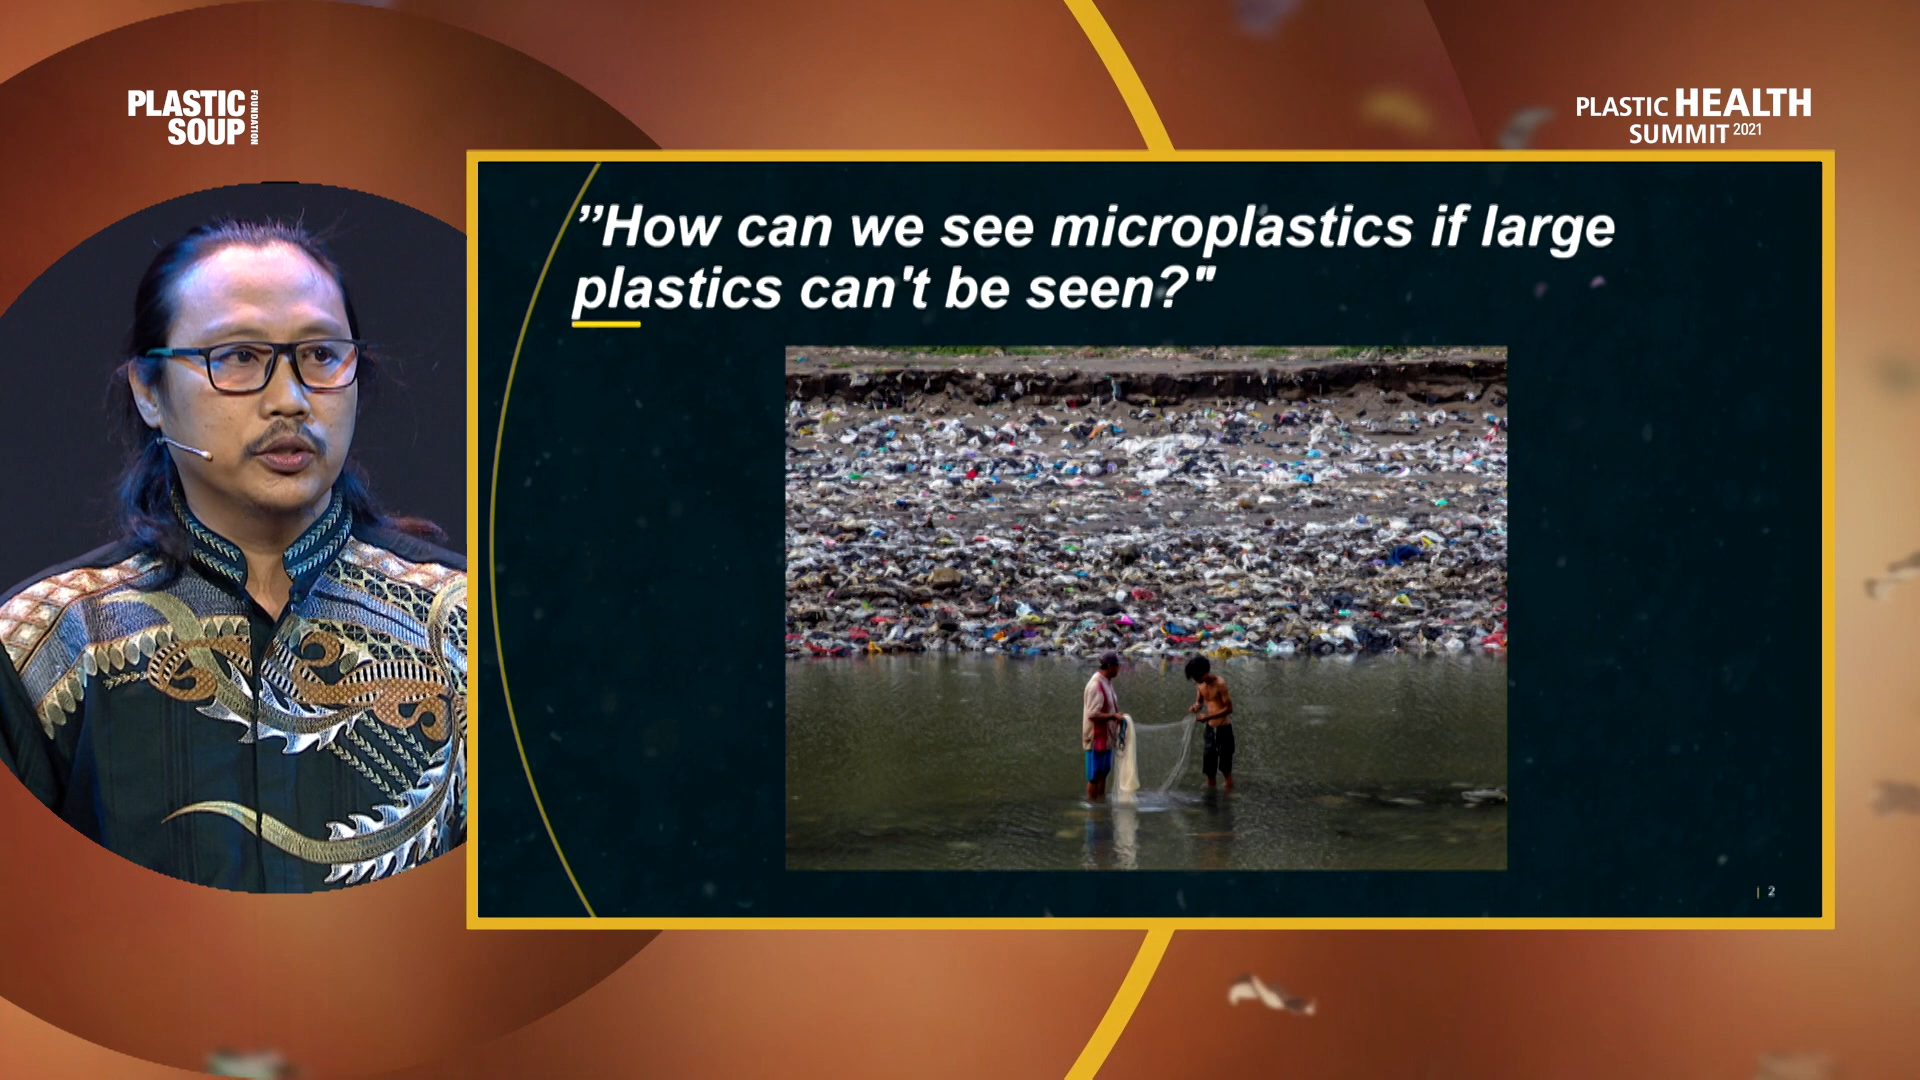 PLASTIC
SOUP
FOUNDATION
PLASTIC HEALTH
SUMMIT 2021
”How can we see microplastics if large
plastics can't be seen?"
| 2